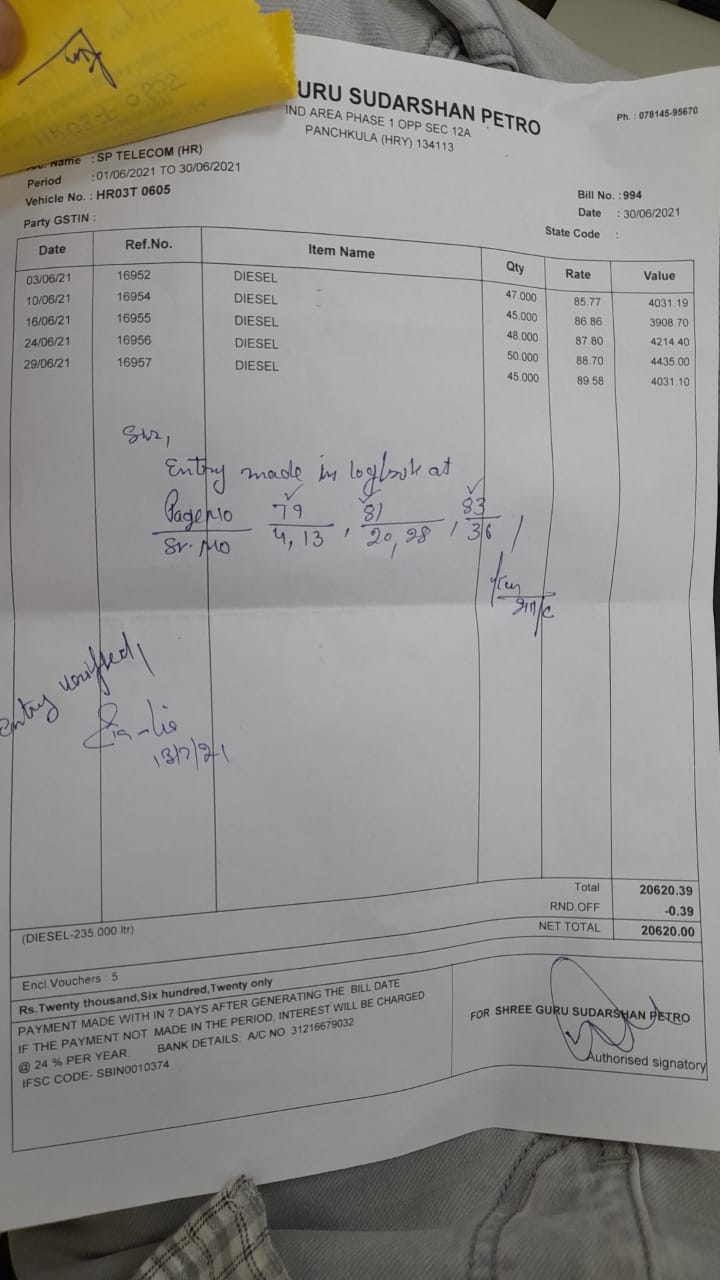 URU SUDARSHAN PETRO
IND AREA PHASE 1 OPP SEC 12A
PANCHKULA (HRY) 134113
Ph. : 078145-95670
Name : SP TELECOM (HR)
Period : 01/06/2021 TO 30/06/2021
Vehicle No. : HR03T 0605
Party GSTIN :
Bill No. : 994
Date : 30/06/2021
State Code :
Date Ref.No. Item Name Qty Rate Value
03/06/21 16952 DIESEL 47.000 85.77 4031.19
10/06/21 16954 DIESEL 45.000 86.86 3908.70
16/06/21 16955 DIESEL 48.000 87.80 4214.40
24/06/21 16956 DIESEL 50.000 88.70 4435.00
29/06/21 16957 DIESEL 45.000 89.58 4031.10
Sir,
Entry made in logbook at
Page No 79, 81, 83
Sr. No 4, 13, 20, 28, 36
Entry verified,
13/7/21
Total 20620.39
RND.OFF -0.39
(DIESEL-235.000 ltr) NET TOTAL 20620.00
Encl.Vouchers : 5
Rs.Twenty thousand,Six hundred,Twenty only
PAYMENT MADE WITH IN 7 DAYS AFTER GENERATING THE BILL DATE
IF THE PAYMENT NOT MADE IN THE PERIOD, INTEREST WILL BE CHARGED
@ 24 % PER YEAR. BANK DETAILS: A/C NO. 31216679032
IFSC CODE- SBIN0010374
FOR SHREE GURU SUDARSHAN PETRO
Authorised signatory